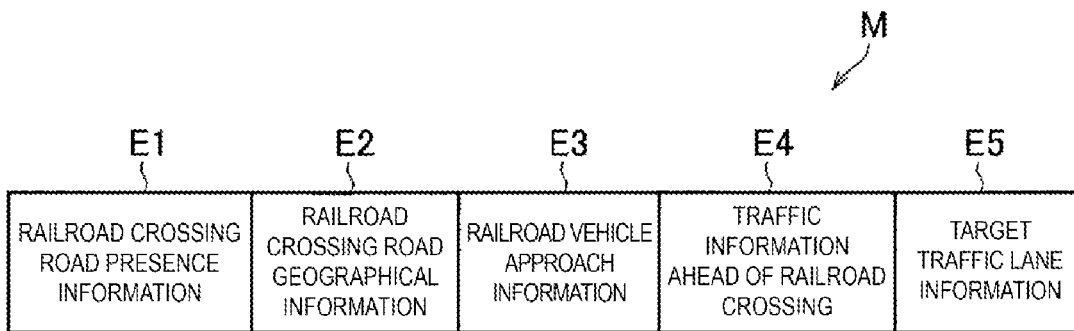 M
E1 E2 E3 E4 E5
RAILROAD CROSSING
ROAD PRESENCE
INFORMATION
RAILROAD
CROSSING ROAD
GEOGRAPHICAL
INFORMATION
RAILROAD VEHICLE
APPROACH
INFORMATION
TRAFFIC
INFORMATION
AHEAD OF RAILROAD
CROSSING
TARGET
TRAFFIC LANE
INFORMATION